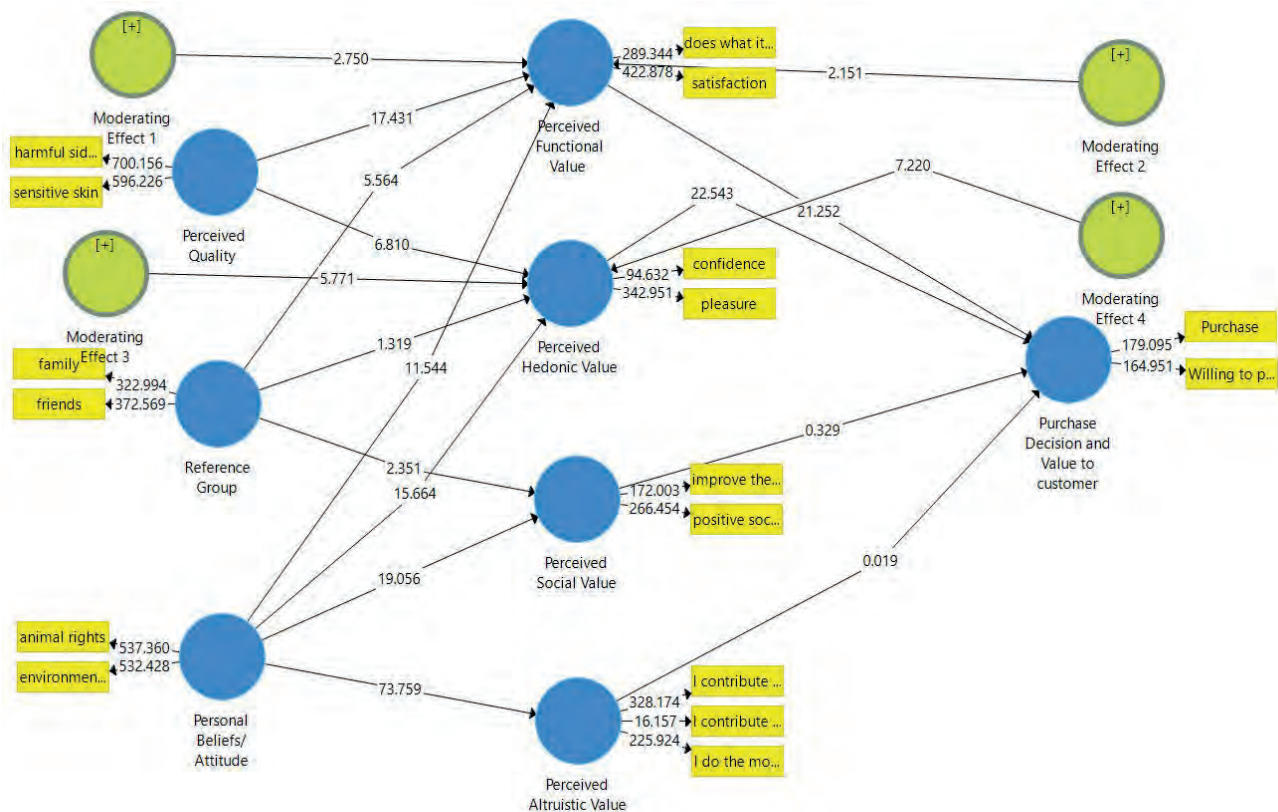 [+]
2.750
Moderating
Effect 1
harmful sid...
700.156
sensitive skin
596.226
Perceived
Quality
17.431
6.810
[+]
5.771
Moderating
Effect 3
family
322.994
friends
372.569
Reference
Group
5.564
1.319
2.351
animal rights
537.360
environmen...
532.428
Personal
Beliefs/
Attitude
11.544
15.664
19.056
73.759
Perceived
Functional
Value
289.344
does what it...
422.878
satisfaction
2.151
[+]
Moderating
Effect 2
7.220
[+]
Moderating
Effect 4
22.543
21.252
Perceived
Hedonic Value
94.632
confidence
342.951
pleasure
Perceived
Social Value
172.003
improve the...
266.454
positive soc...
0.329
0.019
Perceived
Altruistic Value
328.174
I contribute ...
16.157
I contribute ...
225.924
I do the mo...
Purchase
Decision and
Value to
customer
179.095
Purchase
164.951
Willing to p...